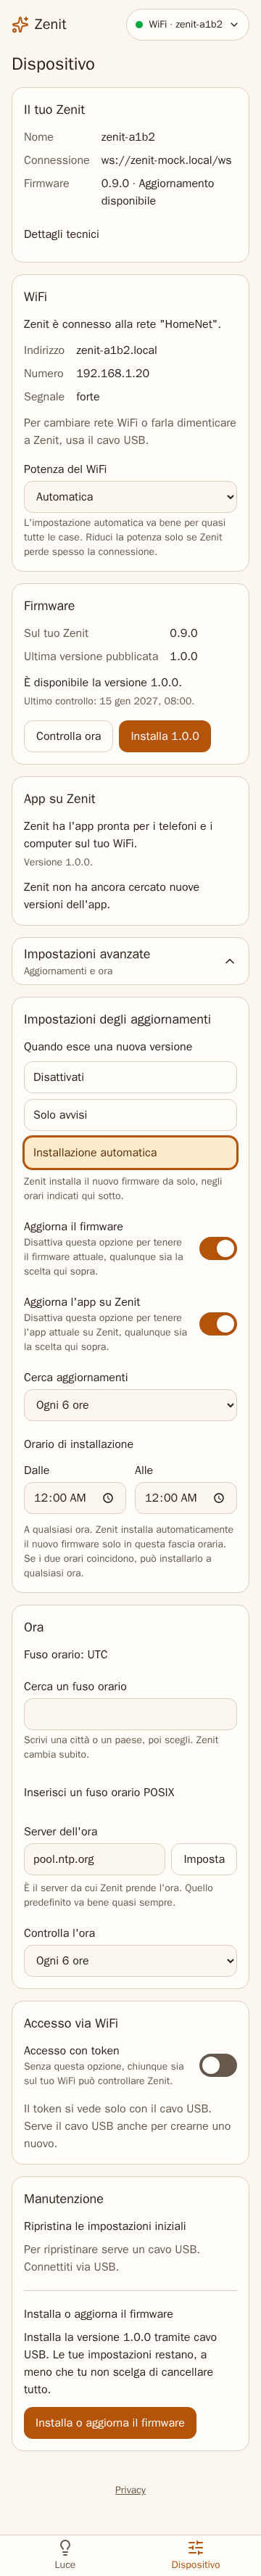 Zenit
WiFi · zenit-a1b2
Dispositivo
Il tuo Zenit
Nome zenit-a1b2
Connessione ws://zenit-mock.local/ws
Firmware 0.9.0 · Aggiornamento
disponibile
Dettagli tecnici
WiFi
Zenit è connesso alla rete "HomeNet".
Indirizzo zenit-a1b2.local
Numero 192.168.1.20
Segnale forte
Per cambiare rete WiFi o farla dimenticare
a Zenit, usa il cavo USB.
Potenza del WiFi
Automatica
L'impostazione automatica va bene per quasi
tutte le case. Riduci la potenza solo se Zenit
perde spesso la connessione.
Firmware
Sul tuo Zenit 0.9.0
Ultima versione pubblicata 1.0.0
È disponibile la versione 1.0.0.
Ultimo controllo: 15 gen 2027, 08:00.
Controlla ora Installa 1.0.0
App su Zenit
Zenit ha l'app pronta per i telefoni e i
computer sul tuo WiFi.
Versione 1.0.0.
Zenit non ha ancora cercato nuove
versioni dell'app.
Impostazioni avanzate
Aggiornamenti e ora
Impostazioni degli aggiornamenti
Quando esce una nuova versione
Disattivati
Solo avvisi
Installazione automatica
Zenit installa il nuovo firmware da solo, negli
orari indicati qui sotto.
Aggiorna il firmware
Disattiva questa opzione per tenere
il firmware attuale, qualunque sia la
scelta qui sopra.
Aggiorna l'app su Zenit
Disattiva questa opzione per tenere
l'app attuale su Zenit, qualunque sia
la scelta qui sopra.
Cerca aggiornamenti
Ogni 6 ore
Orario di installazione
Dalle Alle
12:00 AM 12:00 AM
A qualsiasi ora. Zenit installa automaticamente
il nuovo firmware solo in questa fascia oraria.
Se i due orari coincidono, può installarlo a
qualsiasi ora.
Ora
Fuso orario: UTC
Cerca un fuso orario
Scrivi una città o un paese, poi scegli. Zenit
cambia subito.
Inserisci un fuso orario POSIX
Server dell'ora
pool.ntp.org Imposta
È il server da cui Zenit prende l'ora. Quello
predefinito va bene quasi sempre.
Controlla l'ora
Ogni 6 ore
Accesso via WiFi
Accesso con token
Senza questa opzione, chiunque sia
sul tuo WiFi può controllare Zenit.
Il token si vede solo con il cavo USB.
Serve il cavo USB anche per crearne uno
nuovo.
Manutenzione
Ripristina le impostazioni iniziali
Per ripristinare serve un cavo USB.
Connettiti via USB.
Installa o aggiorna il firmware
Installa la versione 1.0.0 tramite cavo
USB. Le tue impostazioni restano, a
meno che tu non scelga di cancellare
tutto.
Installa o aggiorna il firmware
Privacy
Luce Dispositivo